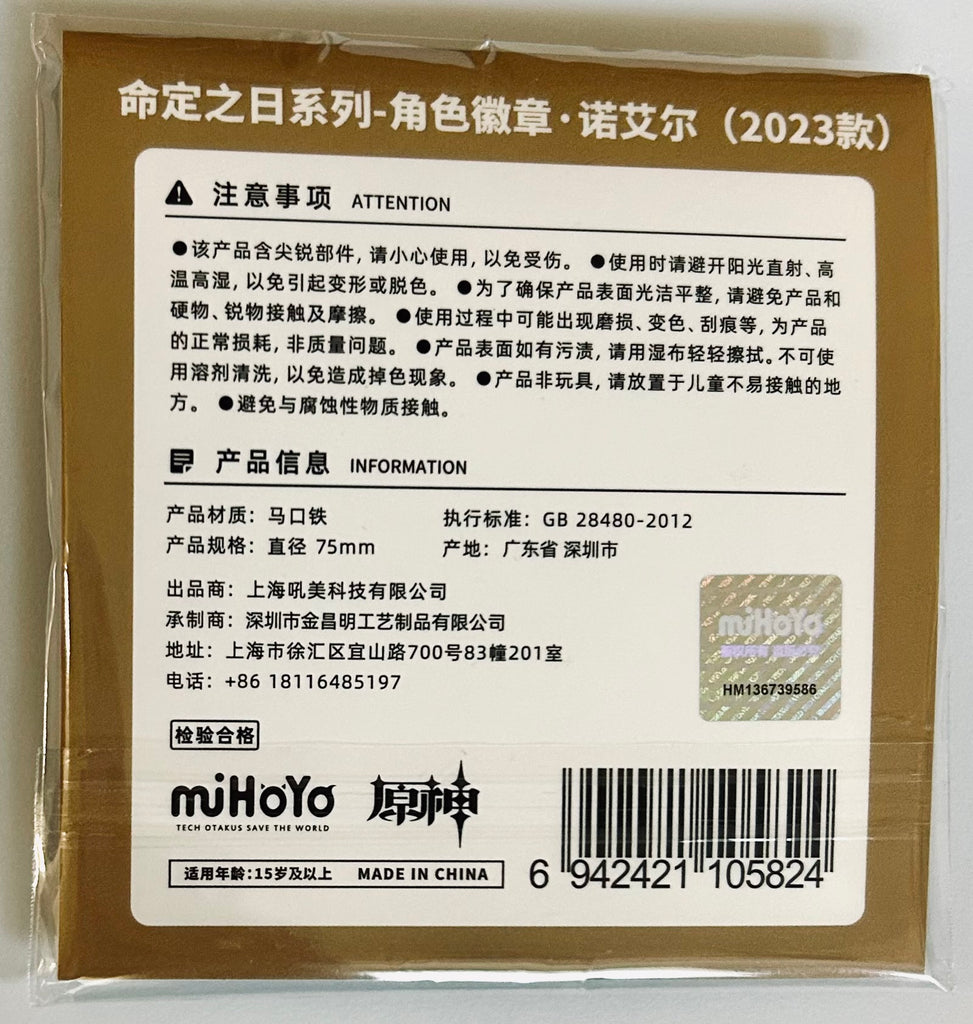 命定之日系列-角色徽章·诺艾尔（2023款）
注意事项 ATTENTION
●该产品含尖锐部件，请小心使用，以免受伤。 ●使用时请避开阳光直射、高
温高湿，以免引起变形或脱色。 ●为了确保产品表面光洁平整，请避免产品和
硬物、锐物接触及摩擦。 ●使用过程中可能出现磨损、变色、刮痕等，为产品
的正常损耗，非质量问题。 ●产品表面如有污渍，请用湿布轻轻擦拭。不可使
用溶剂清洗，以免造成掉色现象。 ●产品非玩具，请放置于儿童不易接触的地
方。 ●避免与腐蚀性物质接触。
产品信息 INFORMATION
产品材质：马口铁 执行标准：GB 28480-2012
产品规格：直径 75mm 产地：广东省 深圳市
出品商：上海吼美科技有限公司
承制商：深圳市金昌明工艺制品有限公司
地址：上海市徐汇区宜山路700号83幢201室
电话：+86 18116485197
miHoYo
HM136739586
检验合格
miHoYo 原神
TECH OTAKUS SAVE THE WORLD
适用年龄：15岁及以上 MADE IN CHINA
6 942421 105824